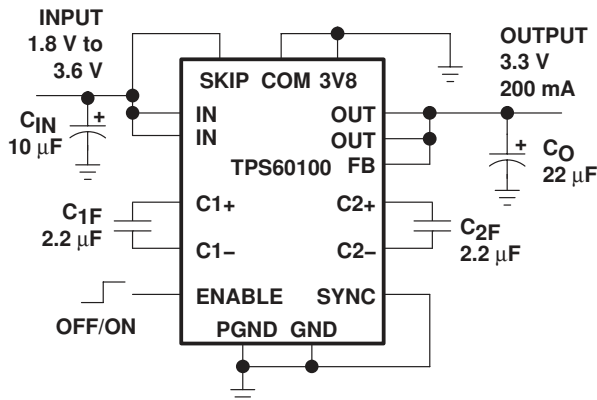 INPUT
1.8 V to
3.6 V
OUTPUT
3.3 V
200 mA
SKIP COM 3V8
IN
OUT
IN
OUT
TPS60100 FB
CIN
10 μF
+
+
CO
22 μF
C1F
2.2 μF
C1+
C2+
C1−
C2−
C2F
2.2 μF
ENABLE SYNC
OFF/ON
PGND GND